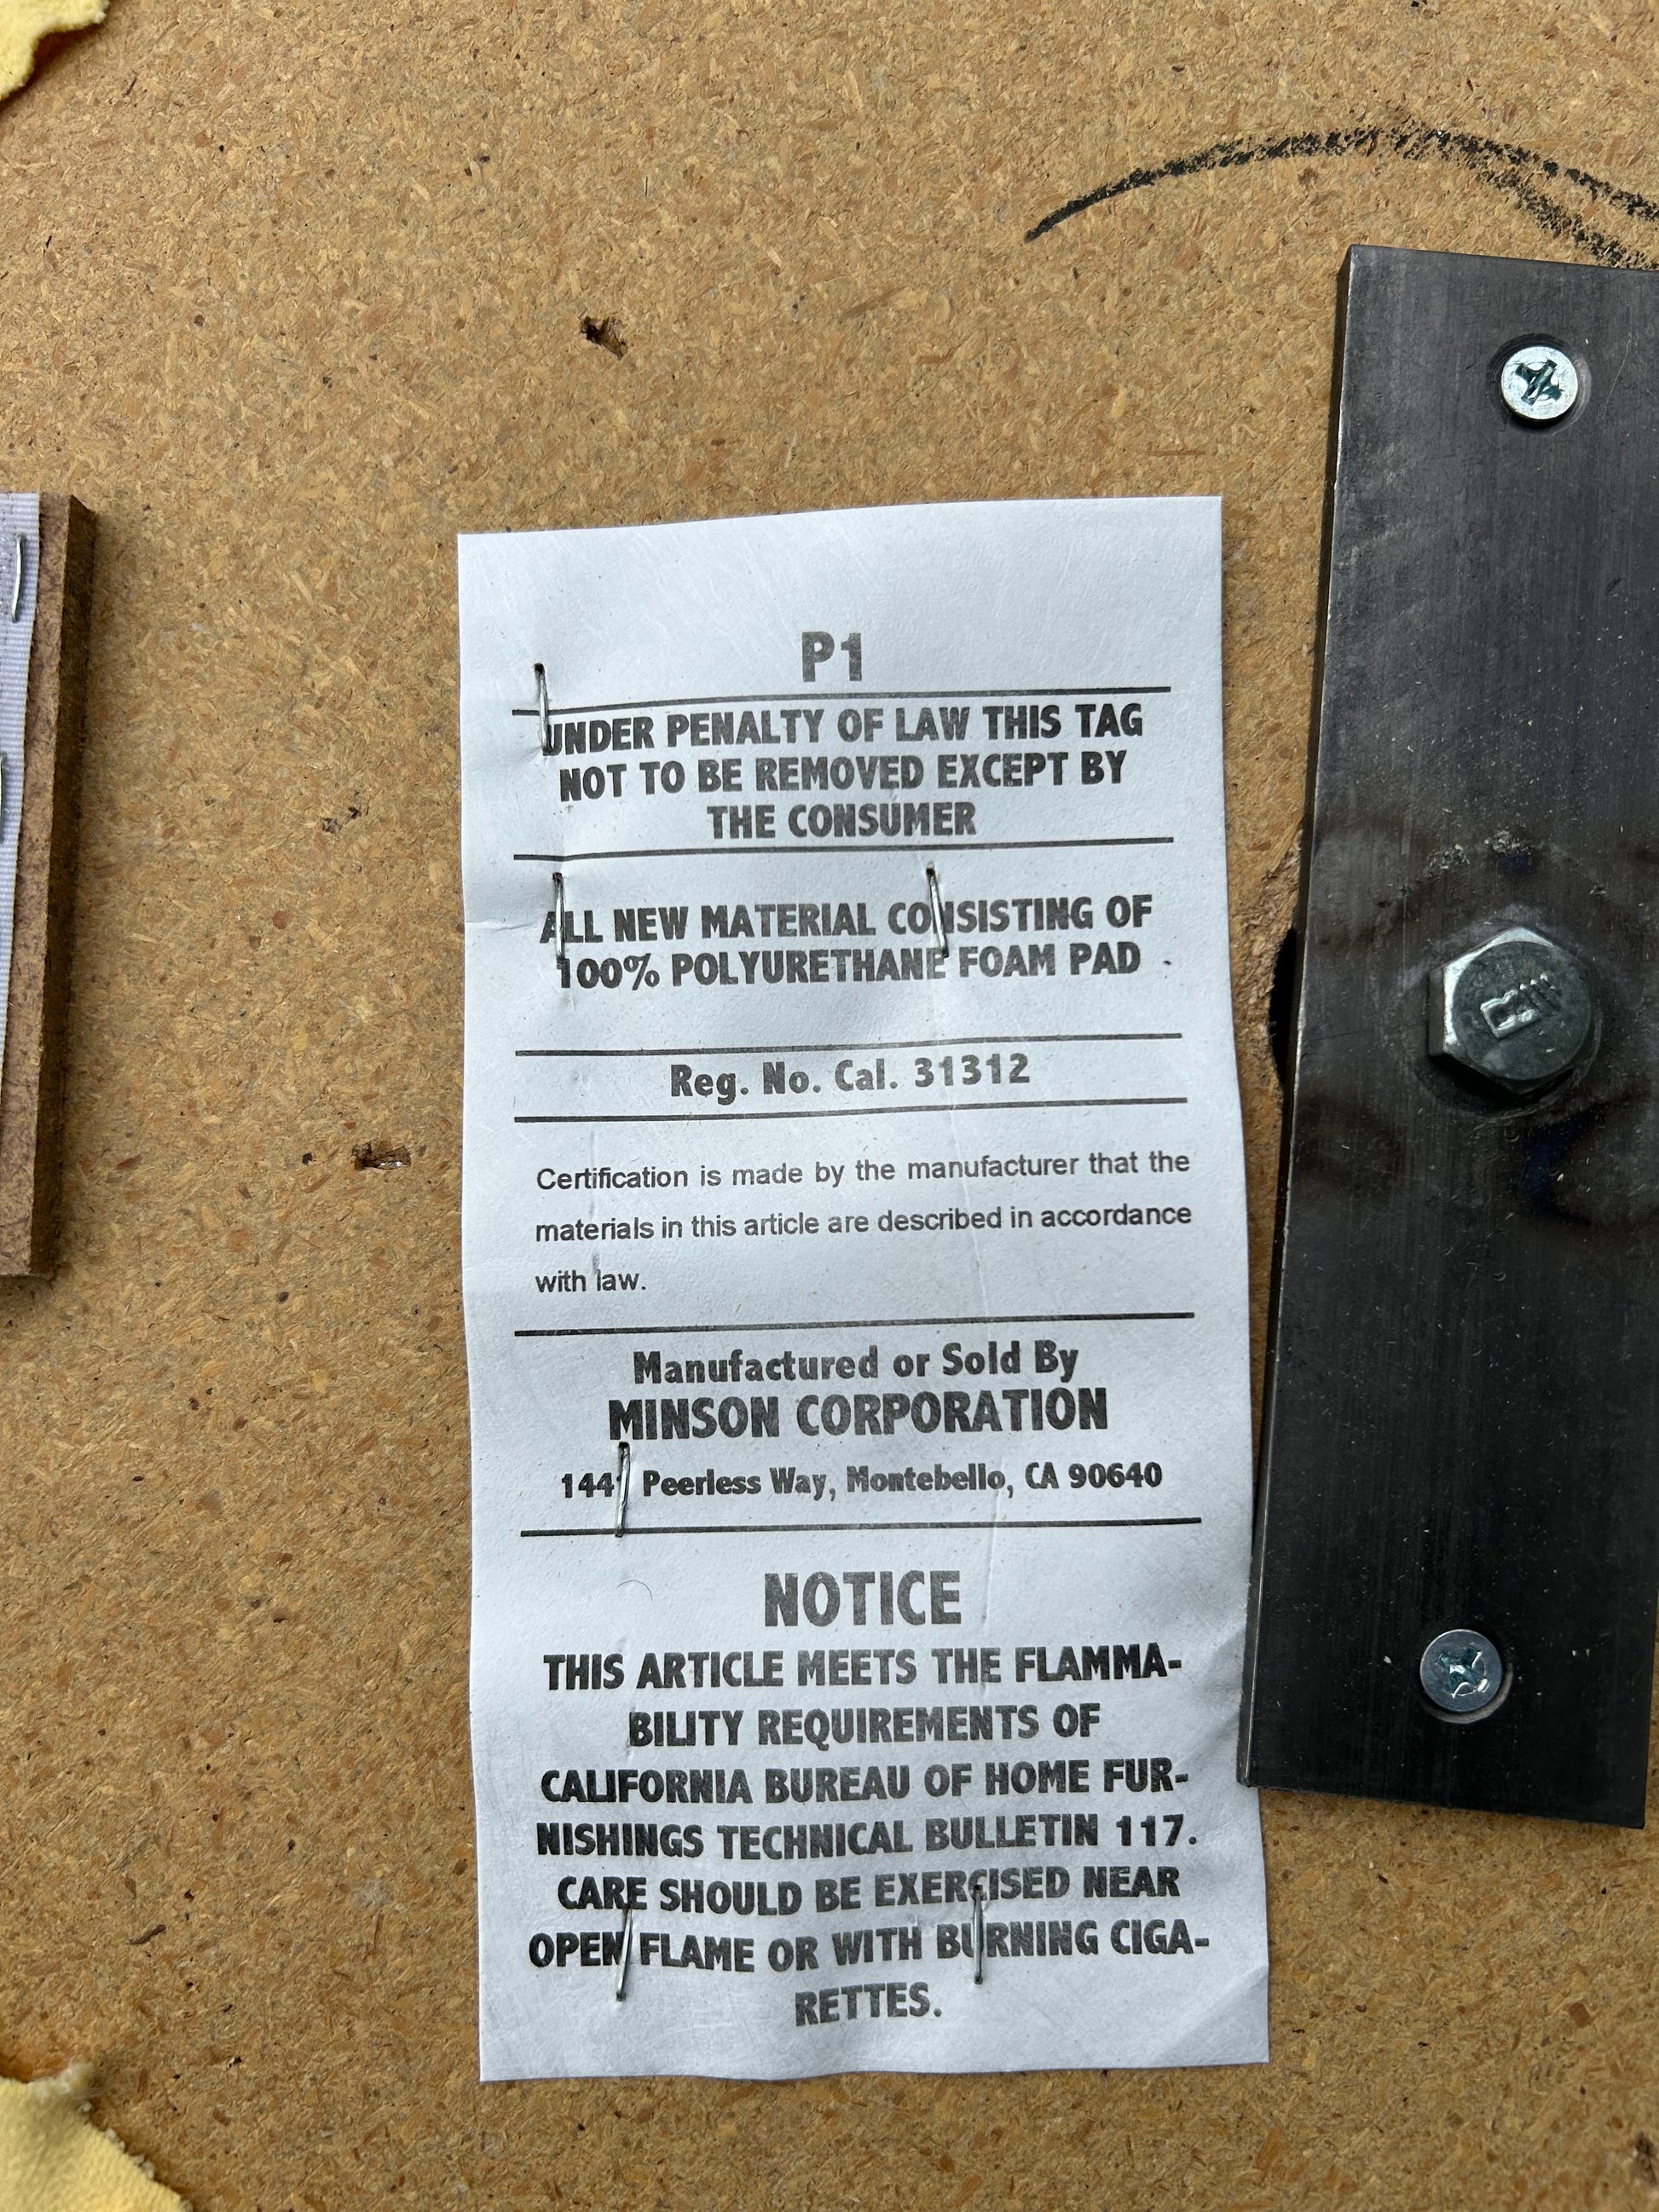 P1
UNDER PENALTY OF LAW THIS TAG
NOT TO BE REMOVED EXCEPT BY
THE CONSUMER
ALL NEW MATERIAL CONSISTING OF
100% POLYURETHANE FOAM PAD
Reg. No. Cal. 31312
Certification is made by the manufacturer that the
materials in this article are described in accordance
with law.
Manufactured or Sold By
MINSON CORPORATION
Peerless Way, Montebello, CA 90640
NOTICE
THIS ARTICLE MEETS THE FLAMMA-
BILITY REQUIREMENTS OF
CALIFORNIA BUREAU OF HOME FUR-
NISHINGS TECHNICAL BULLETIN 117.
CARE SHOULD BE EXERCISED NEAR
OPEN FLAME OR WITH BURNING CIGA-
RETTES.